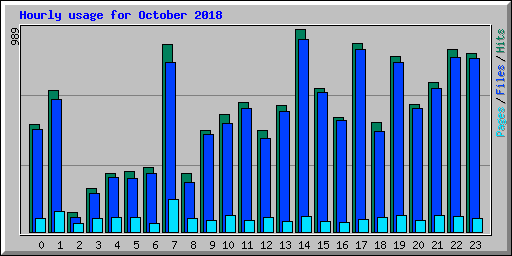 Hourly usage for October 2018
989
Pages/Files/Hits
0 1 2 3 4 5 6 7 8 9 10 11 12 13 14 15 16 17 18 19 20 21 22 23